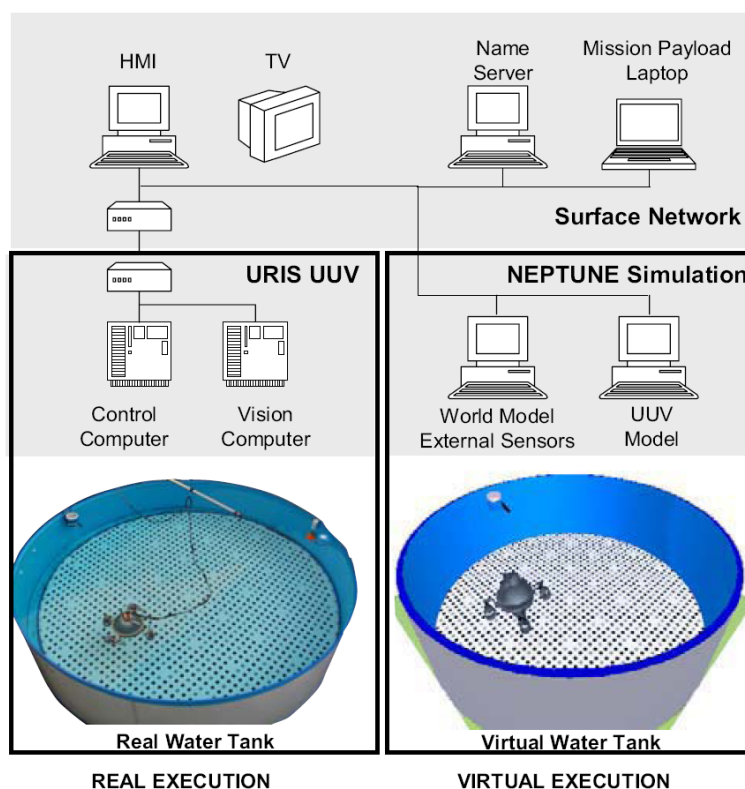 HMI
TV
Name
Server
Mission Payload
Laptop
Surface Network
URIS UUV
NEPTUNE Simulation
Control
Computer
Vision
Computer
World Model
External Sensors
UUV
Model
Real Water Tank
Virtual Water Tank
REAL EXECUTION
VIRTUAL EXECUTION